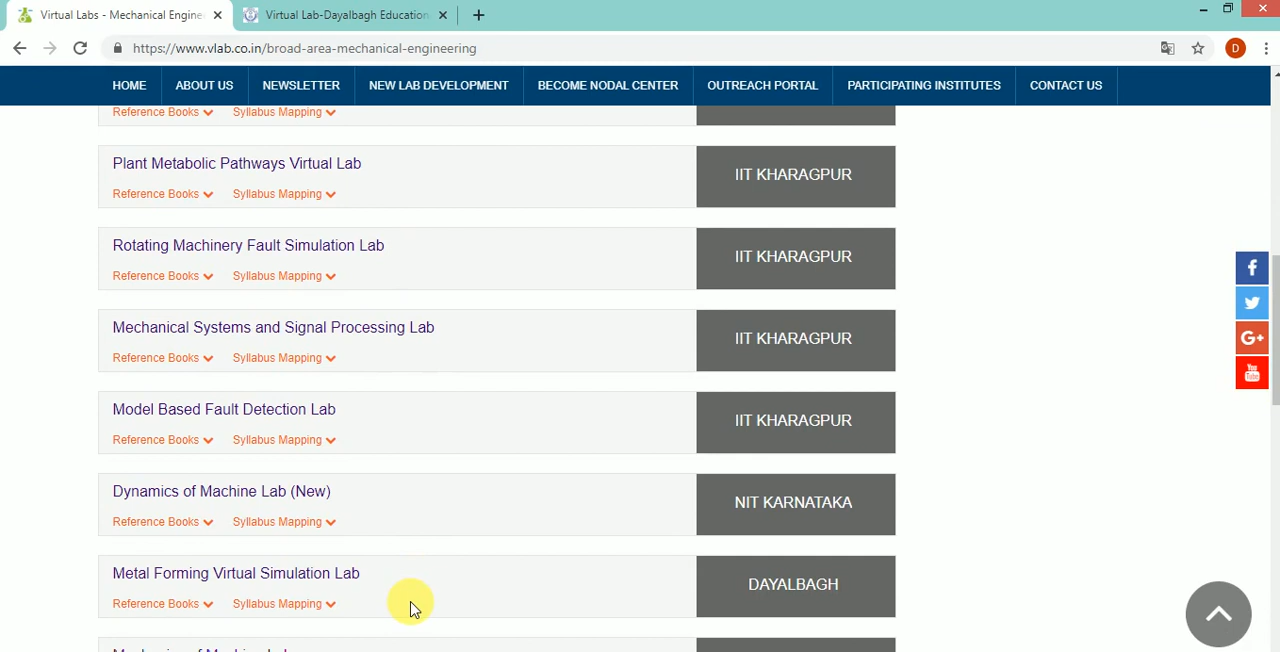 Virtual Labs - Mechanical Engine
Virtual Lab-Dayalbagh Education
https://www.vlab.co.in/broad-area-mechanical-engineering
D
HOME ABOUT US NEWSLETTER NEW LAB DEVELOPMENT BECOME NODAL CENTER OUTREACH PORTAL PARTICIPATING INSTITUTES CONTACT US
Reference Books Syllabus Mapping
Plant Metabolic Pathways Virtual Lab
Reference Books Syllabus Mapping
IIT KHARAGPUR
Rotating Machinery Fault Simulation Lab
Reference Books Syllabus Mapping
IIT KHARAGPUR
Mechanical Systems and Signal Processing Lab
Reference Books Syllabus Mapping
IIT KHARAGPUR
Model Based Fault Detection Lab
Reference Books Syllabus Mapping
IIT KHARAGPUR
Dynamics of Machine Lab (New)
Reference Books Syllabus Mapping
NIT KARNATAKA
Metal Forming Virtual Simulation Lab
Reference Books Syllabus Mapping
DAYALBAGH
f
G+
You Tube